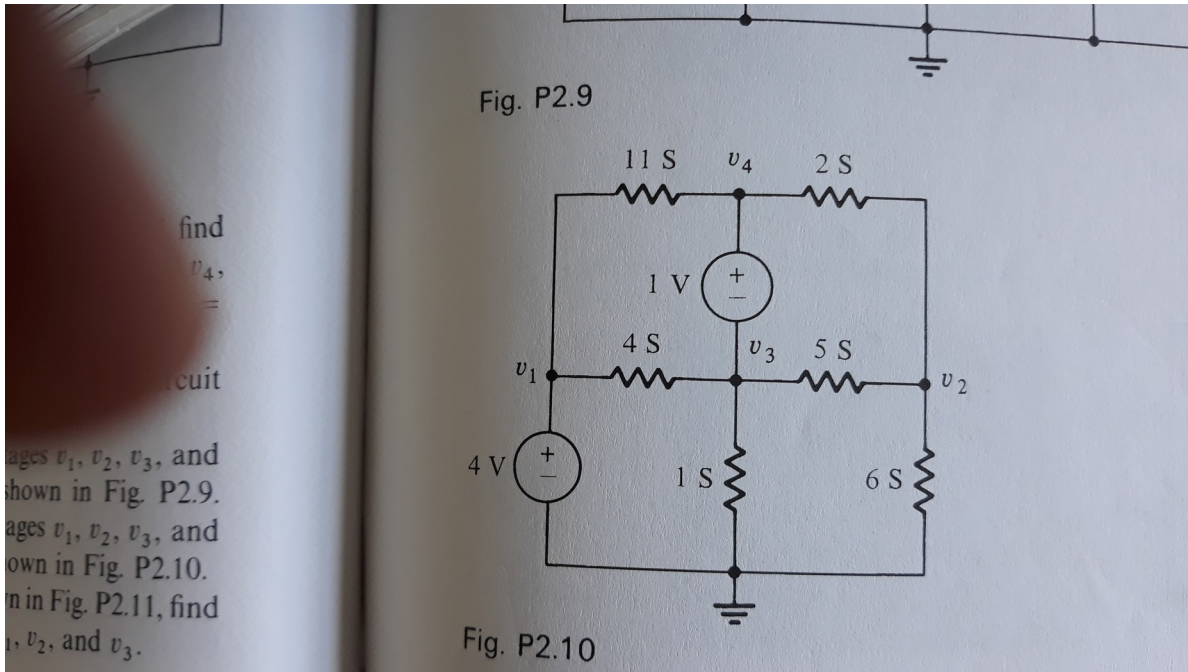 find
v4,
=
cuit
ages v1, v2, v3, and
shown in Fig. P2.9.
ages v1, v2, v3, and
own in Fig. P2.10.
n in Fig. P2.11, find
1, v2, and v3.
Fig. P2.9
11 S v4 2 S
1 V + −
4 S v3 5 S
v1 v2
4 V + − 1 S 6 S
Fig. P2.10